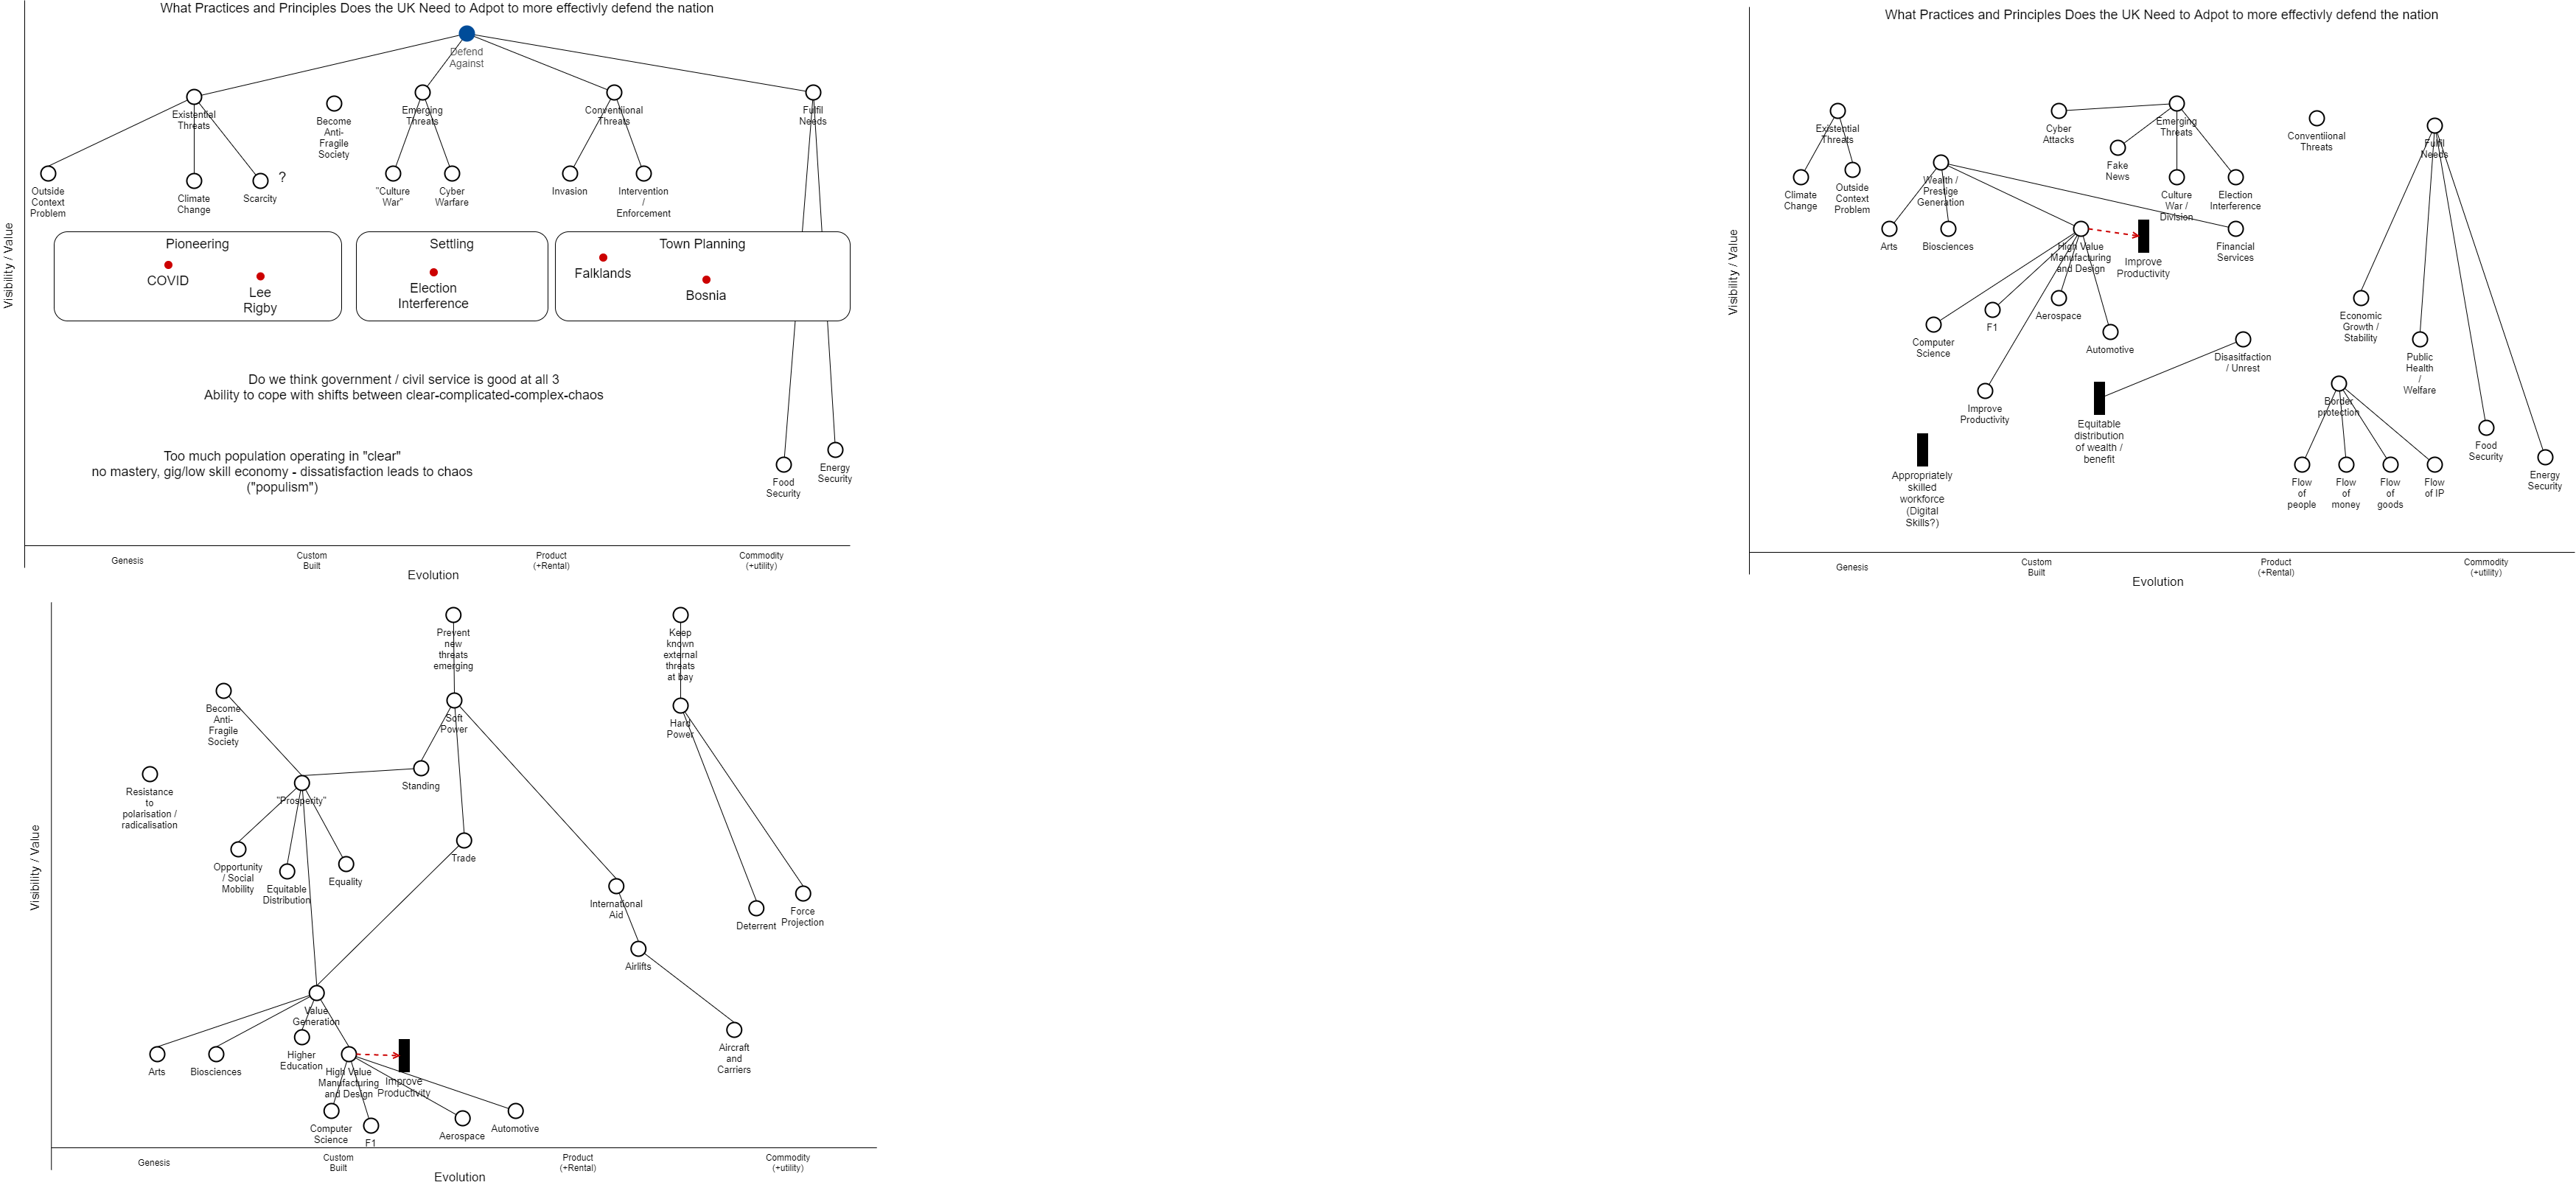 What Practices and Principles Does the UK Need to Adpot to more effectivly defend the nation
Defend
Against
Existential
Threats
Become
Anti-
Fragile
Society
Emerging
Threats
Conventiional
Threats
Fulfil
Needs
Outside
Context
Problem
Climate
Change
Scarcity
?
"Culture
War"
Cyber
Warfare
Invasion
Intervention
/
Enforcement
Visibility / Value
Pioneering
COVID
Lee
Rigby
Settling
Election
Interference
Town Planning
Falklands
Bosnia
Do we think government / civil service is good at all 3
Ability to cope with shifts between clear-complicated-complex-chaos
Too much population operating in "clear"
no mastery, gig/low skill economy - dissatisfaction leads to chaos
("populism")
Food
Security
Energy
Security
Genesis
Custom
Built
Product
(+Rental)
Commodity
(+utility)
Evolution
What Practices and Principles Does the UK Need to Adpot to more effectivly defend the nation
Existential
Threats
Climate
Change
Outside
Context
Problem
Cyber
Attacks
Emerging
Threats
Fake
News
Culture
War /
Division
Election
Interference
Conventiional
Threats
Fulfil
Needs
Wealth /
Prestige
Generation
Arts
Biosciences
High Value
Manufacturing
and Design
Improve
Productivity
Financial
Services
Visibility / Value
Computer
Science
F1
Aerospace
Automotive
Improve
Productivity
Disasitfaction
/ Unrest
Equitable
distribution
of wealth /
benefit
Appropriately
skilled
workforce
(Digital
Skills?)
Economic
Growth /
Stability
Public
Health
/
Welfare
Border
protection
Flow
of
people
Flow
of
money
Flow
of
goods
Flow
of IP
Food
Security
Energy
Security
Genesis
Custom
Built
Product
(+Rental)
Commodity
(+utility)
Evolution
Prevent
new
threats
emerging
Keep
known
external
threats
at bay
Become
Anti-
Fragile
Society
Soft
Power
Hard
Power
Resistance
to
polarisation /
radicalisation
"Prosperity"
Standing
Opportunity
/ Social
Mobility
Equitable
Distribution
Equality
Trade
International
Aid
Deterrent
Force
Projection
Visibility / Value
Airlifts
Aircraft
and
Carriers
Value
Generation
Arts
Biosciences
Higher
Education
High Value
Manufacturing
and Design
Improve
Productivity
Computer
Science
F1
Aerospace
Automotive
Genesis
Custom
Built
Product
(+Rental)
Commodity
(+utility)
Evolution